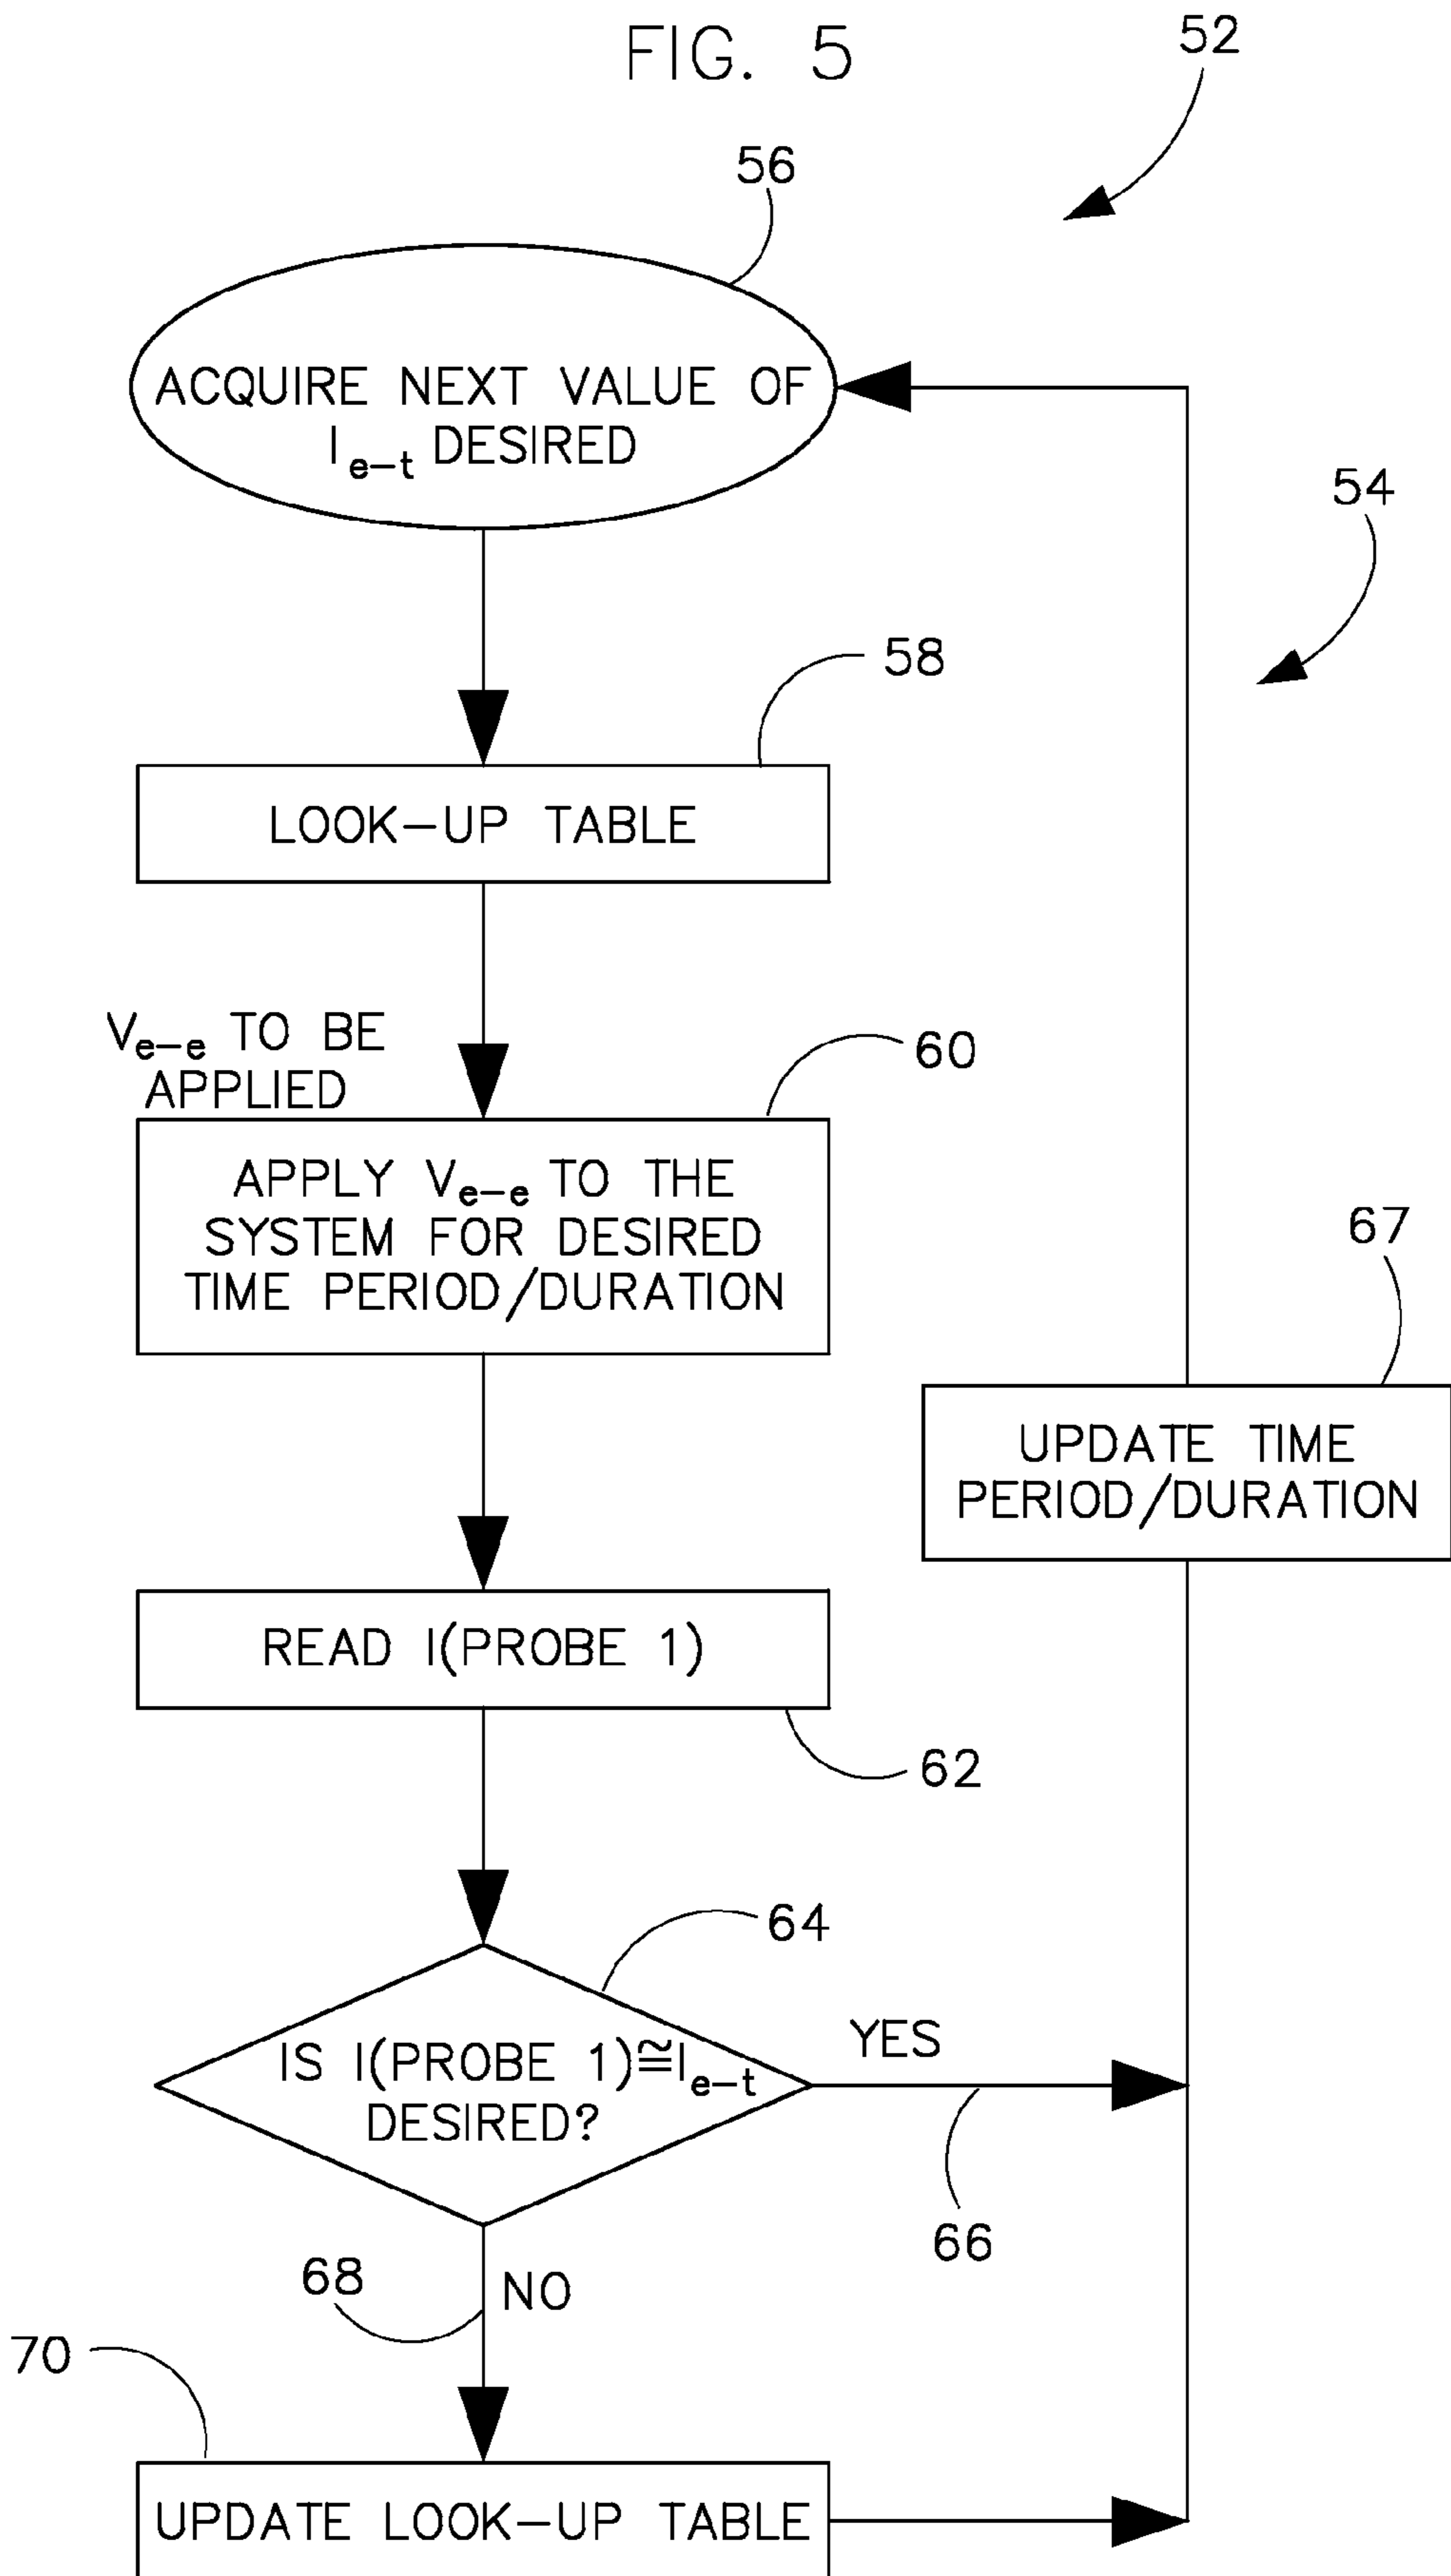 FIG. 5
52
56
ACQUIRE NEXT VALUE OF
I e-t DESIRED
54
58
LOOK-UP TABLE
Ve-e TO BE
APPLIED
60
APPLY Ve-e TO THE
SYSTEM FOR DESIRED
TIME PERIOD/DURATION
67
UPDATE TIME
PERIOD/DURATION
READ I(PROBE 1)
62
64
IS I(PROBE 1)≅Ie-t
DESIRED?
YES
66
68
NO
70
UPDATE LOOK-UP TABLE